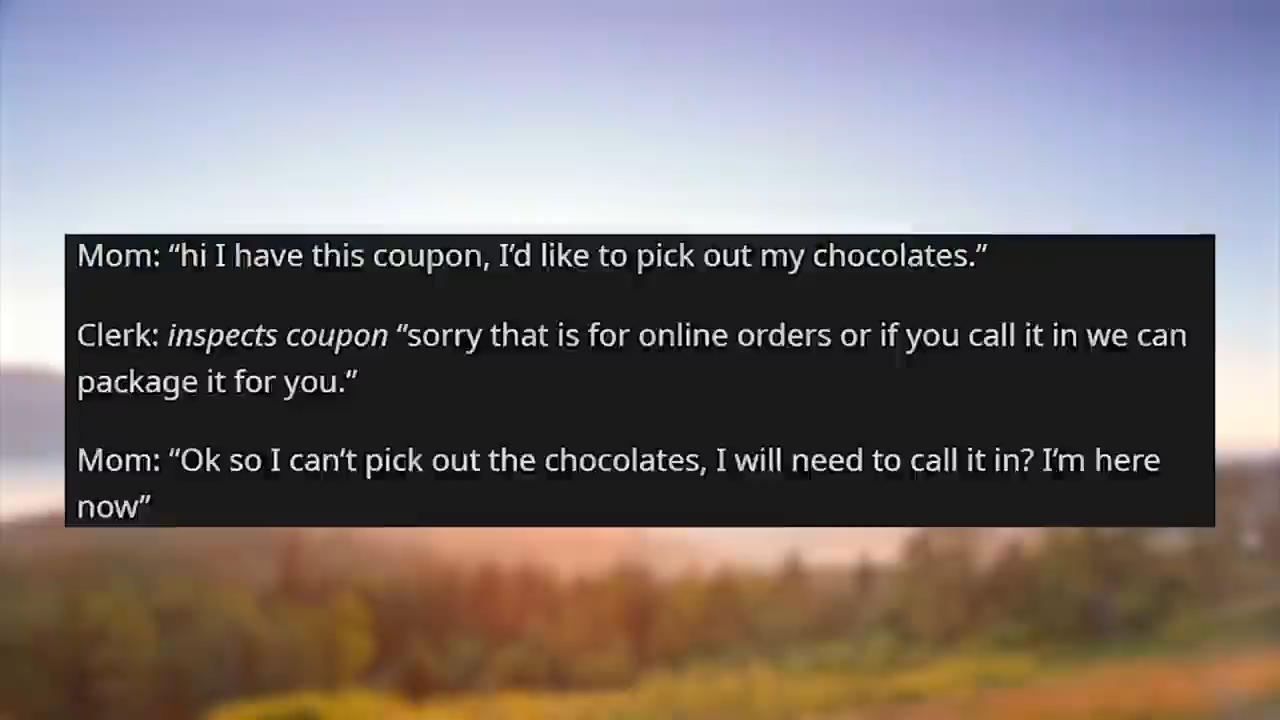 Mom: “hi I have this coupon, I’d like to pick out my chocolates.”
Clerk: inspects coupon “sorry that is for online orders or if you call it in we can
package it for you.”
Mom: “Ok so I can’t pick out the chocolates, I will need to call it in? I’m here
now”